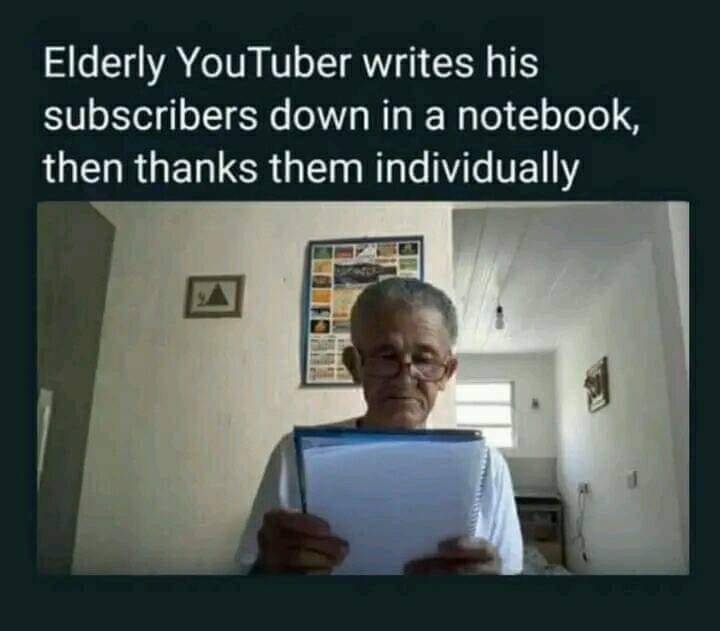 Elderly YouTuber writes his
subscribers down in a notebook,
then thanks them individually